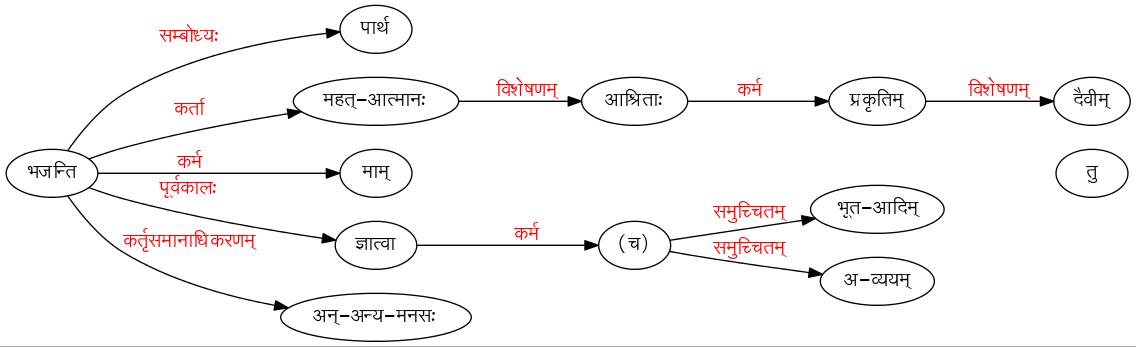 सम्बोध्यः पार्थ
कर्ता महत्-आत्मानः विशेषणम् आश्रिताः कर्म प्रकृतिम् विशेषणम् दैवीम्
भजन्ति कर्म माम् तु
पूर्वकालः ज्ञात्वा कर्म (च) समुच्चितम् भूत-आदिम्
समुच्चितम् अ-व्ययम्
कर्तृसमानाधिकरणम् अन्-अन्य-मनसः